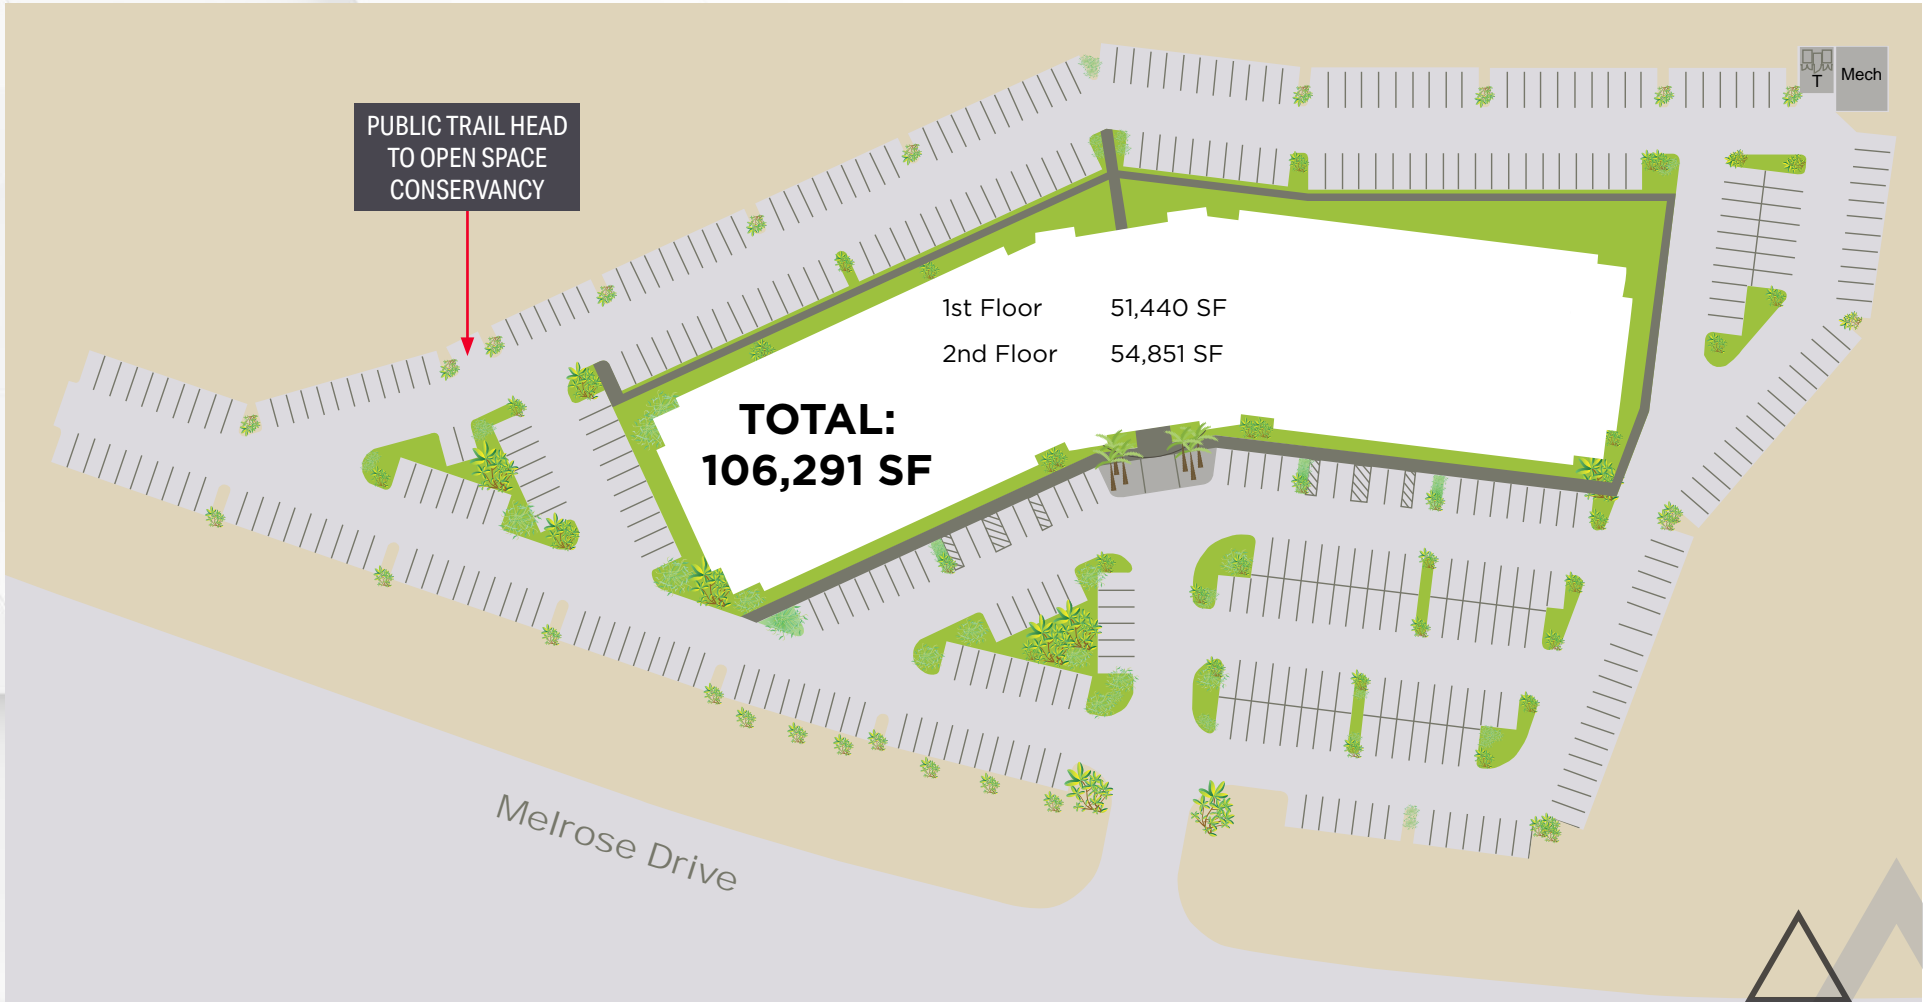 T
Mech
PUBLIC TRAIL HEAD
TO OPEN SPACE
CONSERVANCY
1st Floor 51,440 SF
2nd Floor 54,851 SF
TOTAL:
106,291 SF
Melrose Drive